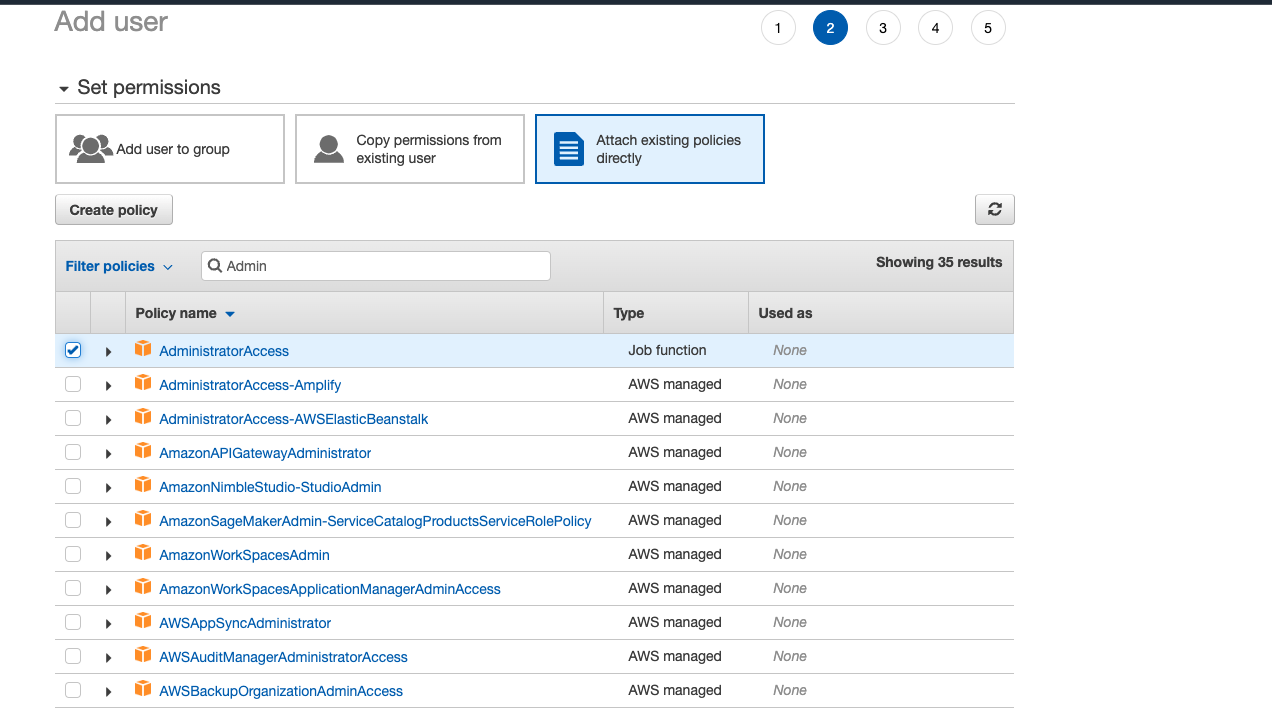 Add user
1 2 3 4 5
Set permissions
Add user to group
Copy permissions from
existing user
Attach existing policies
directly
Create policy
Filter policies
Admin
Showing 35 results
Policy name Type Used as
AdministratorAccess Job function None
AdministratorAccess-Amplify AWS managed None
AdministratorAccess-AWSElasticBeanstalk AWS managed None
AmazonAPIGatewayAdministrator AWS managed None
AmazonNimbleStudio-StudioAdmin AWS managed None
AmazonSageMakerAdmin-ServiceCatalogProductsServiceRolePolicy AWS managed None
AmazonWorkSpacesAdmin AWS managed None
AmazonWorkSpacesApplicationManagerAdminAccess AWS managed None
AWSAppSyncAdministrator AWS managed None
AWSAuditManagerAdministratorAccess AWS managed None
AWSBackupOrganizationAdminAccess AWS managed None